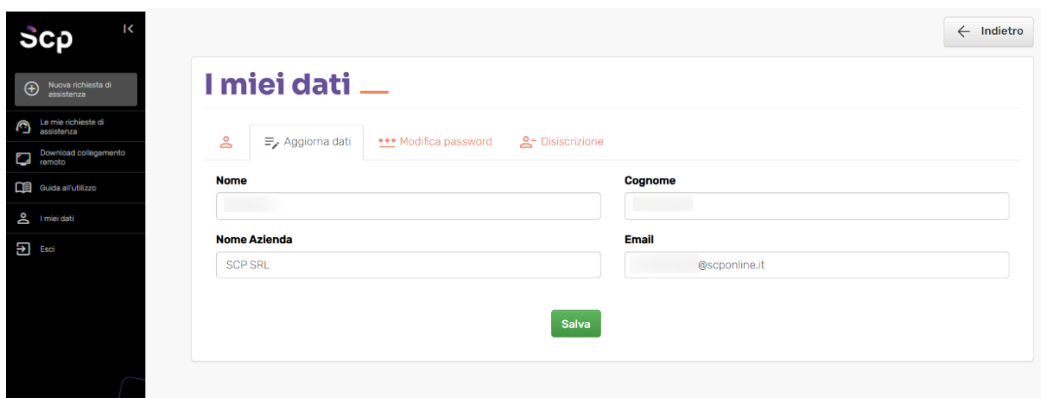 Scp
Indietro
Nuova richiesta di
assistenza
Le mie richieste di
assistenza
Download collegamento
remoto
Guida all'utilizzo
I miei dati
Esci
I miei dati
Aggiorna dati
*** Modifica password
Disiscrizione
Nome
Cognome
Nome Azienda
Email
SCP SRL
@scponline.it
Salva